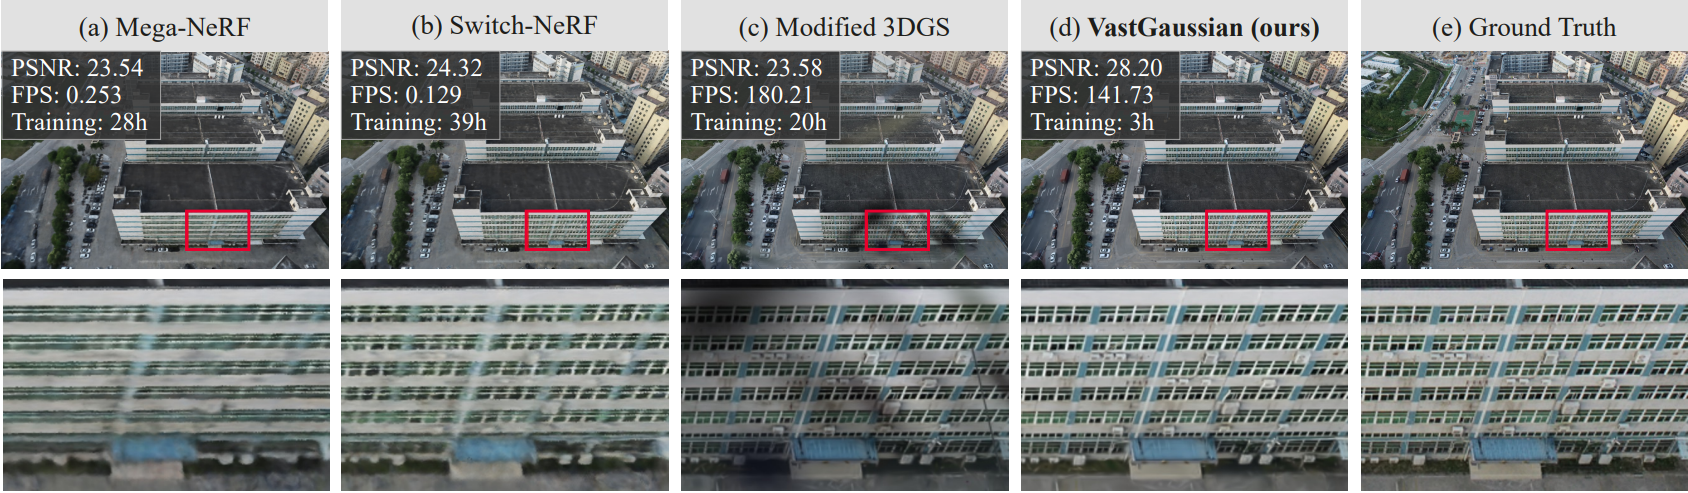 (a) Mega-NeRF
(b) Switch-NeRF
(c) Modified 3DGS
(d) VastGaussian (ours)
(e) Ground Truth
PSNR: 23.54
FPS: 0.253
Training: 28h
PSNR: 24.32
FPS: 0.129
Training: 39h
PSNR: 23.58
FPS: 180.21
Training: 20h
PSNR: 28.20
FPS: 141.73
Training: 3h